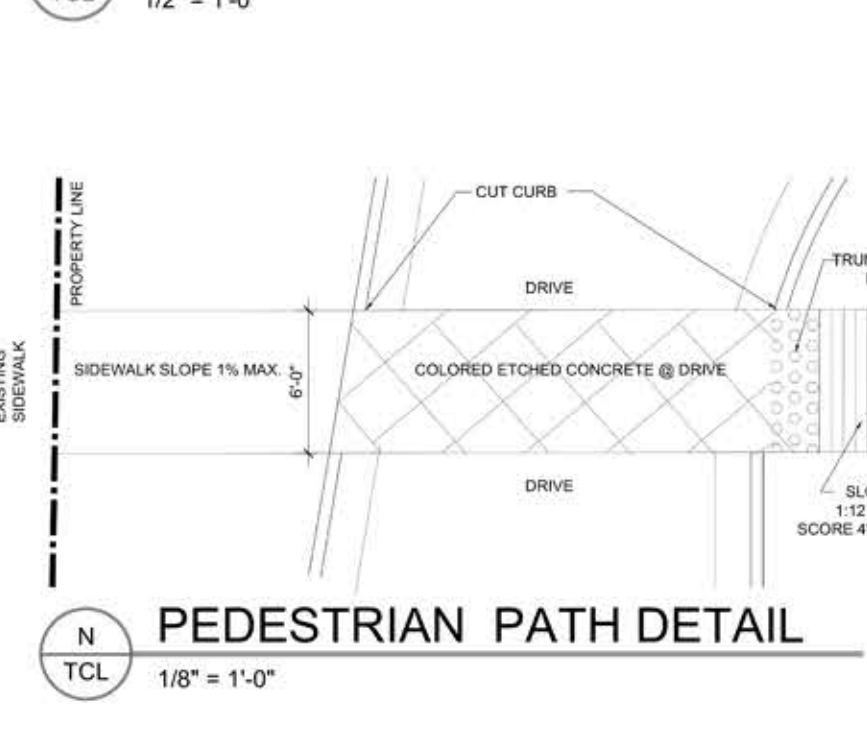 1/2" = 1'-0"
PROPERTY LINE
CUT CURB
DRIVE
EXISTING
SIDEWALK
SIDEWALK SLOPE 1% MAX.
6'-0"
COLORED ETCHED CONCRETE @ DRIVE
DRIVE
1:12
N
TCL
PEDESTRIAN PATH DETAIL
1/8" = 1'-0"